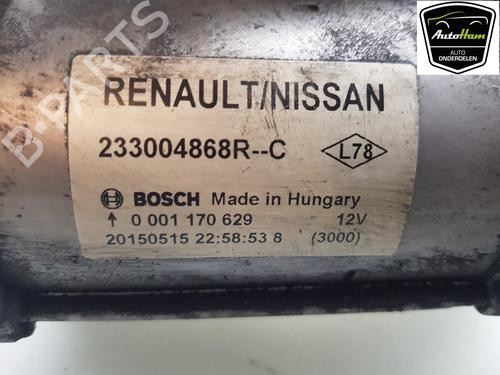 AutoHam
AUTO
ONDERDELEN
B-PARTS
RENAULT/NISSAN
233004868R--C
L78
BOSCH Made in Hungary
0 001 170 629 12V
20150515 22:58:53 8 (3000)